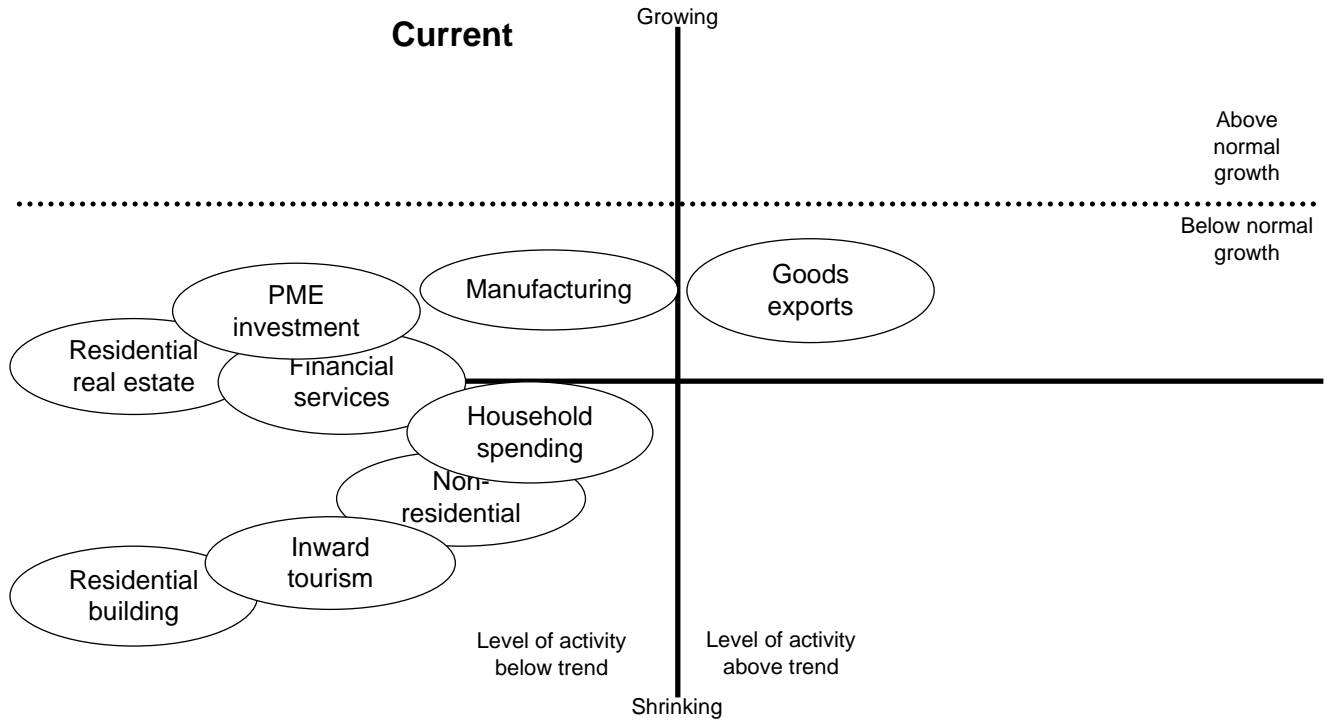 Growing
Current
Above
normal
growth
Below normal
growth
Goods
exports
Manufacturing
PME
investment
Residential
real estate
Financial
services
Household
spending
Non-
residential
Inward
tourism
Residential
building
Level of activity
below trend
Level of activity
above trend
Shrinking